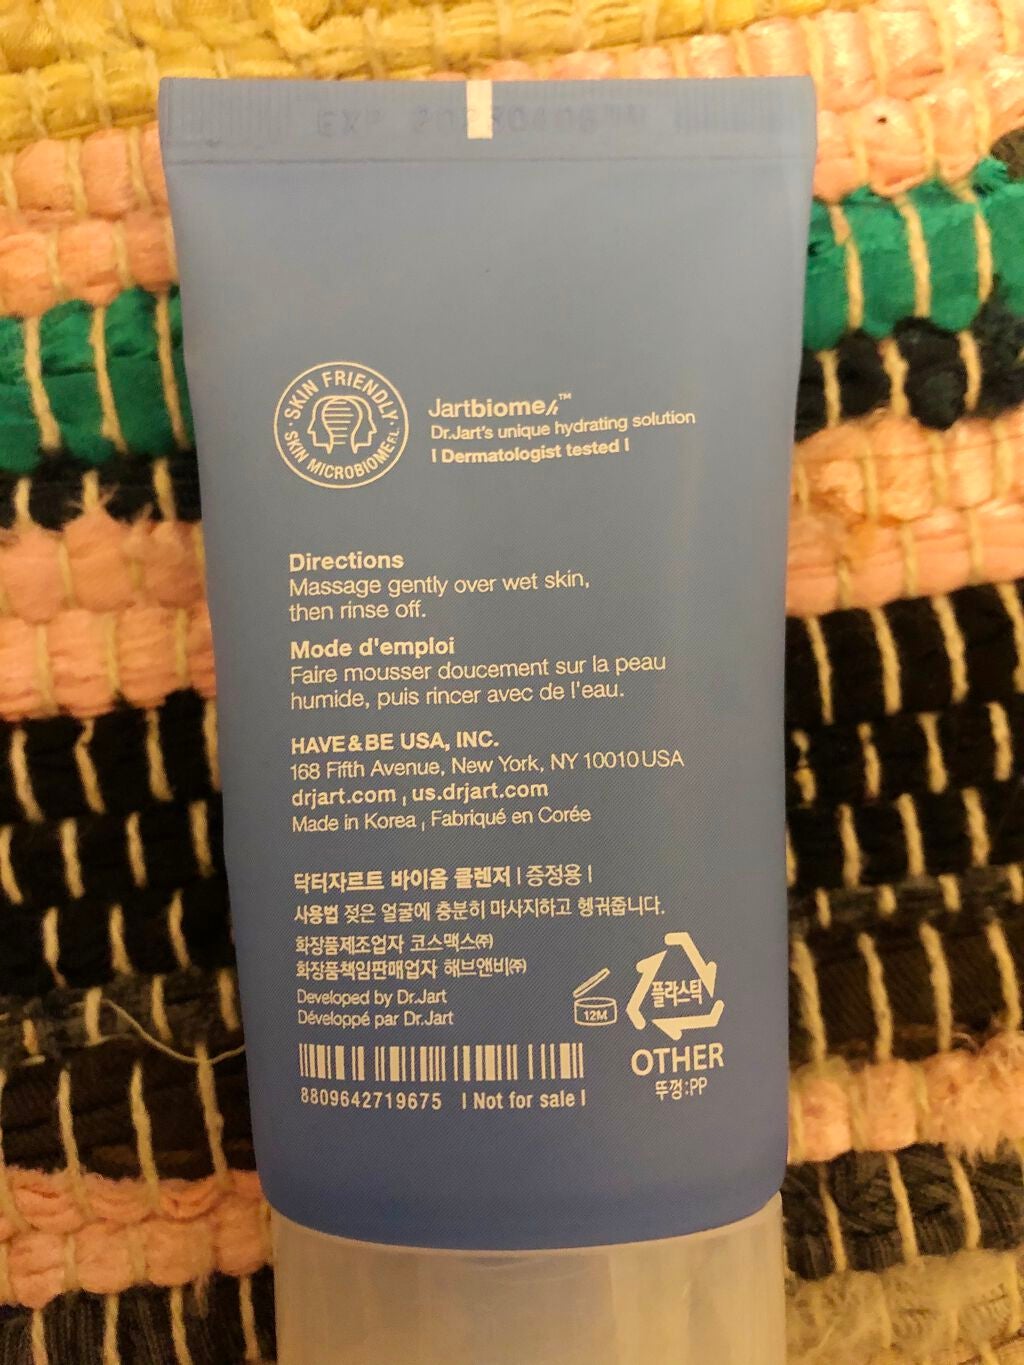 EXP
SKIN FRIENDLY
SKIN MICROBIOME F.L.
Jartbiome™
Dr.Jart's unique hydrating solution
| Dermatologist tested |
Directions
Massage gently over wet skin,
then rinse off.
Mode d'emploi
Faire mousser doucement sur la peau
humide, puis rincer avec de l'eau.
HAVE&BE USA, INC.
168 Fifth Avenue, New York, NY 10010 USA
drjart.com | us.drjart.com
Made in Korea | Fabriqué en Corée
닥터자르트 바이옴 클렌저 | 증정용 |
사용법 젖은 얼굴에 충분히 마사지하고 헹궈줍니다.
화장품제조업자 코스맥스㈜
화장품책임판매업자 해브앤비㈜
Developed by Dr.Jart
Développé par Dr.Jart
12M
플라스틱
OTHER
뚜껑:PP
8809642719675 | Not for sale |